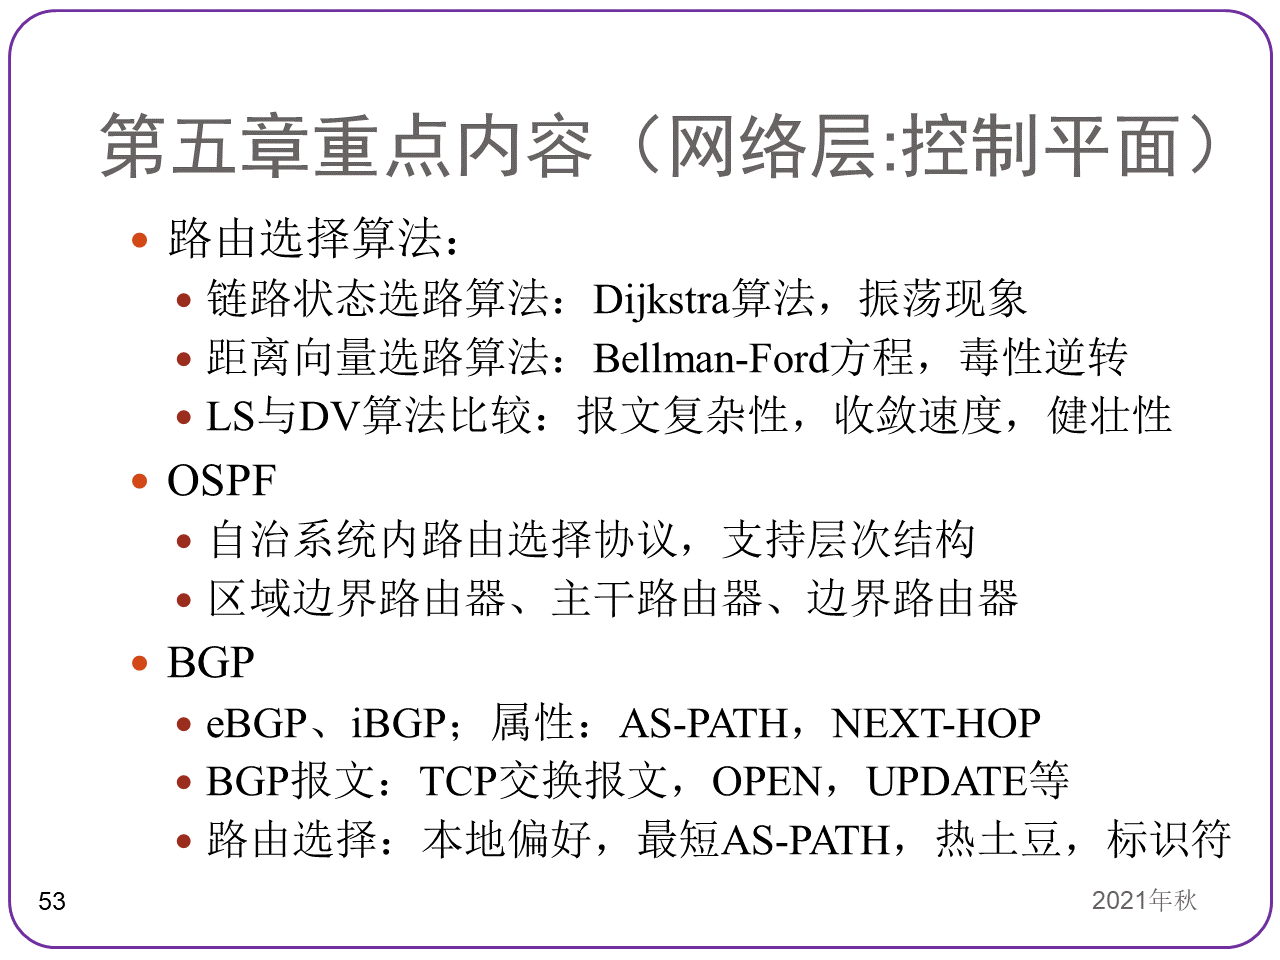 第五章重点内容（网络层:控制平面）
路由选择算法：
链路状态选路算法：Dijkstra算法，振荡现象
距离向量选路算法：Bellman-Ford方程，毒性逆转
LS与DV算法比较：报文复杂性，收敛速度，健壮性
OSPF
自治系统内路由选择协议，支持层次结构
区域边界路由器、主干路由器、边界路由器
BGP
eBGP、iBGP；属性：AS-PATH，NEXT-HOP
BGP报文：TCP交换报文，OPEN，UPDATE等
路由选择：本地偏好，最短AS-PATH，热土豆，标识符
53
2021年秋